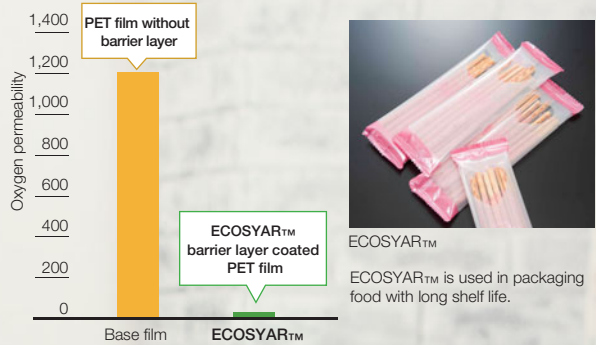 1,400
1,200
1,000
800
600
400
200
0
Oxygen permeability
PET film without
barrier layer
ECOSYAR™
barrier layer coated
PET film
Base film
ECOSYAR™
ECOSYAR™
ECOSYAR™ is used in packaging
food with long shelf life.